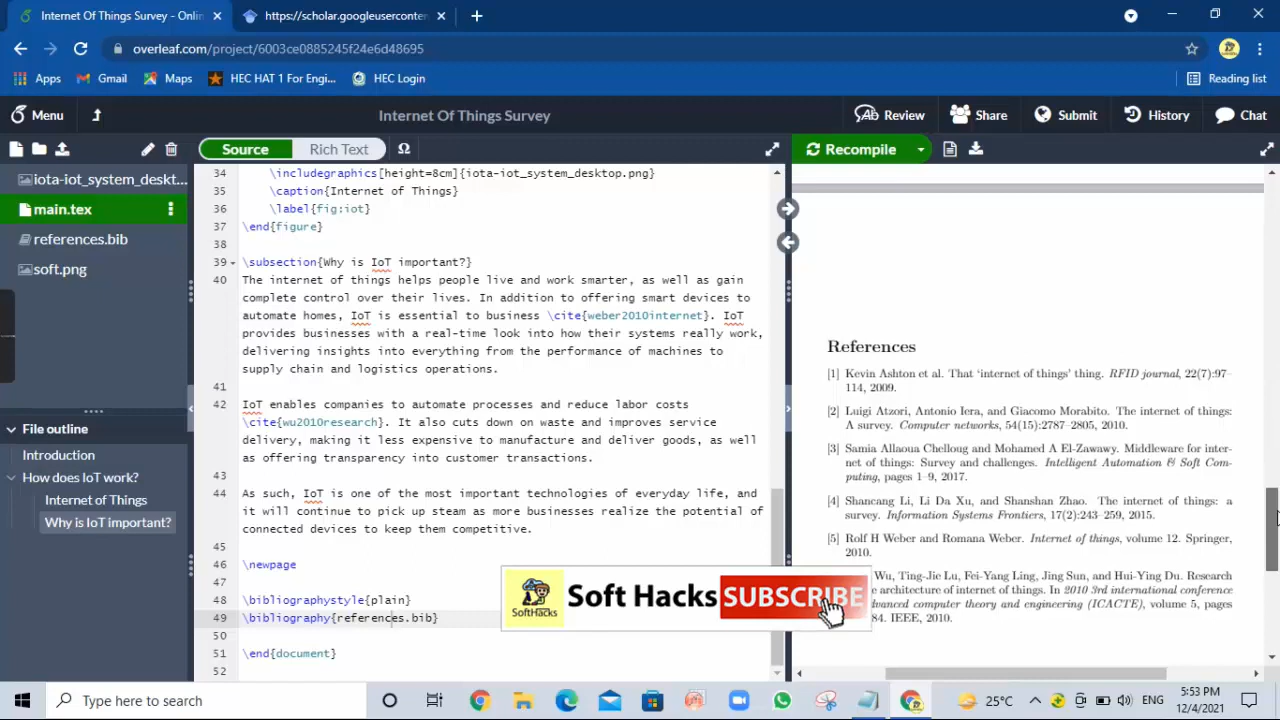 Internet Of Things Survey - Onlin
https://scholar.googleuserconten
overleaf.com/project/6003ce0885245f24e6d48695
Apps
Gmail
Maps
HEC HAT 1 For Engi...
HEC Login
Reading list
Menu
Internet Of Things Survey
Review
Share
Submit
History
Chat
Source
Rich Text
Ω
Recompile
iota-iot_system_deskt...
main.tex
references.bib
soft.png
File outline
Introduction
How does IoT work?
Internet of Things
Why is IoT important?
34 \includegraphics[height=8cm]{iota-iot_system_desktop.png}
35 \caption{Internet of Things}
36 \label{fig:iot}
37 \end{figure}
38
39 \subsection{Why is IoT important?}
40 The internet of things helps people live and work smarter, as well as gain
complete control over their lives. In addition to offering smart devices to
automate homes, IoT is essential to business \cite{weber2010internet}. IoT
provides businesses with a real-time look into how their systems really work,
delivering insights into everything from the performance of machines to
supply chain and logistics operations.
41
42 IoT enables companies to automate processes and reduce labor costs
\cite{wu2010research}. It also cuts down on waste and improves service
delivery, making it less expensive to manufacture and deliver goods, as well
as offering transparency into customer transactions.
43
44 As such, IoT is one of the most important technologies of everyday life, and
it will continue to pick up steam as more businesses realize the potential of
connected devices to keep them competitive.
45
46 \newpage
47
48 \bibliographystyle{plain}
49 \bibliography{references.bib}
50
51 \end{document}
52
References
[1] Kevin Ashton et al. That ‘internet of things’ thing. RFID journal, 22(7):97–
114, 2009.
[2] Luigi Atzori, Antonio Iera, and Giacomo Morabito. The internet of things:
A survey. Computer networks, 54(15):2787–2805, 2010.
[3] Samia Allaoua Chelloug and Mohamed A El-Zawawy. Middleware for inter-
net of things: Survey and challenges. Intelligent Automation & Soft Com-
puting, pages 1–9, 2017.
[4] Shancang Li, Li Da Xu, and Shanshan Zhao. The internet of things: a
survey. Information Systems Frontiers, 17(2):243–259, 2015.
[5] Rolf H Weber and Romana Weber. Internet of things, volume 12. Springer,
2010.
Wu, Ting-Jie Lu, Fei-Yang Ling, Jing Sun, and Hui-Ying Du. Research
e architecture of internet of things. In 2010 3rd international conference
dvanced computer theory and engineering (ICACTE), volume 5, pages
84. IEEE, 2010.
SoftHacks
Soft Hacks SUBSCRIBE
Type here to search
25°C
ENG
5:53 PM
12/4/2021